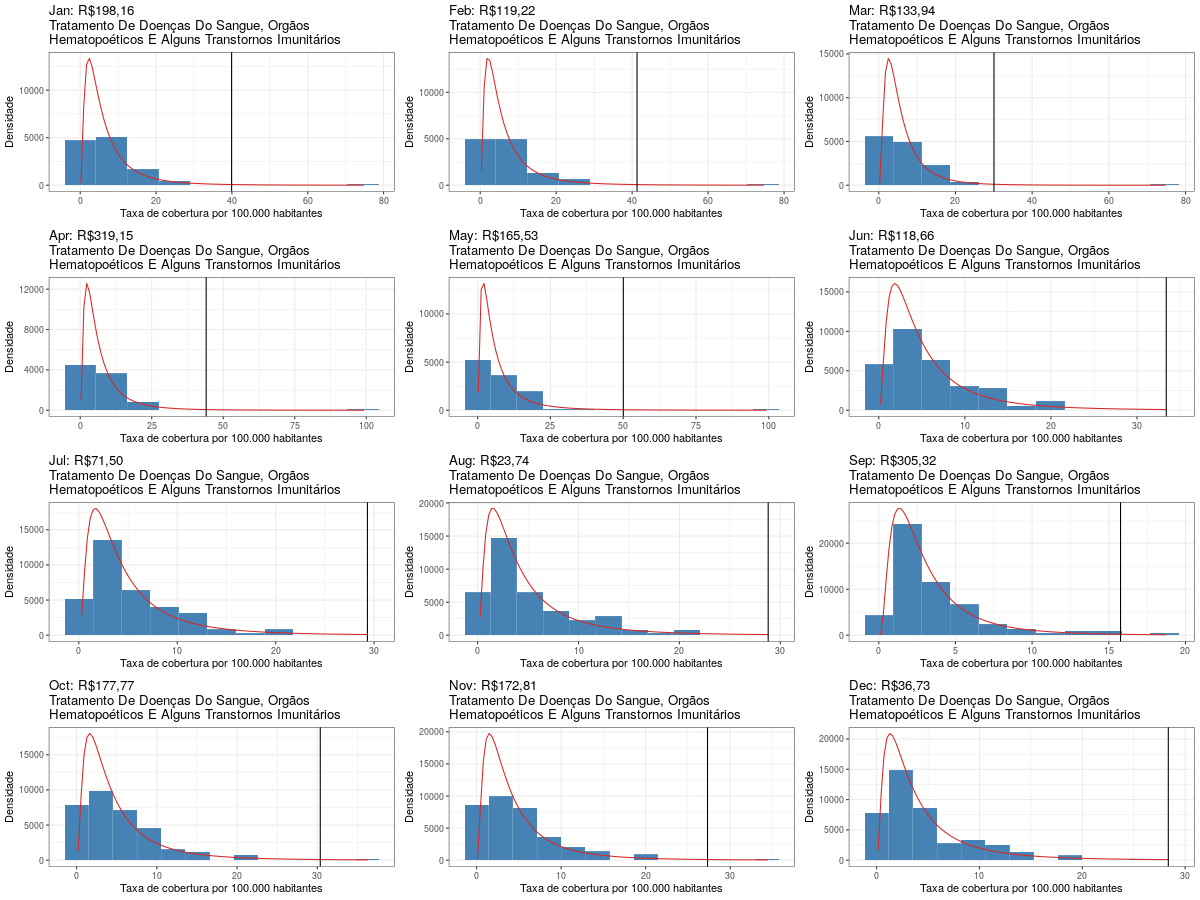 Jan: R$198,16
Tratamento De Doenças Do Sangue, Orgãos
Hematopoéticos E Alguns Transtornos Imunitários
Densidade
10000
5000
0
0 20 40 60 80
Taxa de cobertura por 100.000 habitantes
Feb: R$119,22
Tratamento De Doenças Do Sangue, Orgãos
Hematopoéticos E Alguns Transtornos Imunitários
Densidade
10000
5000
0
0 20 40 60 80
Taxa de cobertura por 100.000 habitantes
Mar: R$133,94
Tratamento De Doenças Do Sangue, Orgãos
Hematopoéticos E Alguns Transtornos Imunitários
Densidade
15000
10000
5000
0
0 20 40 60 80
Taxa de cobertura por 100.000 habitantes
Apr: R$319,15
Tratamento De Doenças Do Sangue, Orgãos
Hematopoéticos E Alguns Transtornos Imunitários
Densidade
12000
8000
4000
0
0 25 50 75 100
Taxa de cobertura por 100.000 habitantes
May: R$165,53
Tratamento De Doenças Do Sangue, Orgãos
Hematopoéticos E Alguns Transtornos Imunitários
Densidade
10000
5000
0
0 25 50 75 100
Taxa de cobertura por 100.000 habitantes
Jun: R$118,66
Tratamento De Doenças Do Sangue, Orgãos
Hematopoéticos E Alguns Transtornos Imunitários
Densidade
15000
10000
5000
0
0 10 20 30
Taxa de cobertura por 100.000 habitantes
Jul: R$71,50
Tratamento De Doenças Do Sangue, Orgãos
Hematopoéticos E Alguns Transtornos Imunitários
Densidade
15000
10000
5000
0
0 10 20 30
Taxa de cobertura por 100.000 habitantes
Aug: R$23,74
Tratamento De Doenças Do Sangue, Orgãos
Hematopoéticos E Alguns Transtornos Imunitários
Densidade
20000
15000
10000
5000
0
0 10 20 30
Taxa de cobertura por 100.000 habitantes
Sep: R$305,32
Tratamento De Doenças Do Sangue, Orgãos
Hematopoéticos E Alguns Transtornos Imunitários
Densidade
20000
10000
0
0 5 10 15 20
Taxa de cobertura por 100.000 habitantes
Oct: R$177,77
Tratamento De Doenças Do Sangue, Orgãos
Hematopoéticos E Alguns Transtornos Imunitários
Densidade
15000
10000
5000
0
0 10 20 30
Taxa de cobertura por 100.000 habitantes
Nov: R$172,81
Tratamento De Doenças Do Sangue, Orgãos
Hematopoéticos E Alguns Transtornos Imunitários
Densidade
20000
15000
10000
5000
0
0 10 20 30
Taxa de cobertura por 100.000 habitantes
Dec: R$36,73
Tratamento De Doenças Do Sangue, Orgãos
Hematopoéticos E Alguns Transtornos Imunitários
Densidade
20000
15000
10000
5000
0
0 10 20 30
Taxa de cobertura por 100.000 habitantes